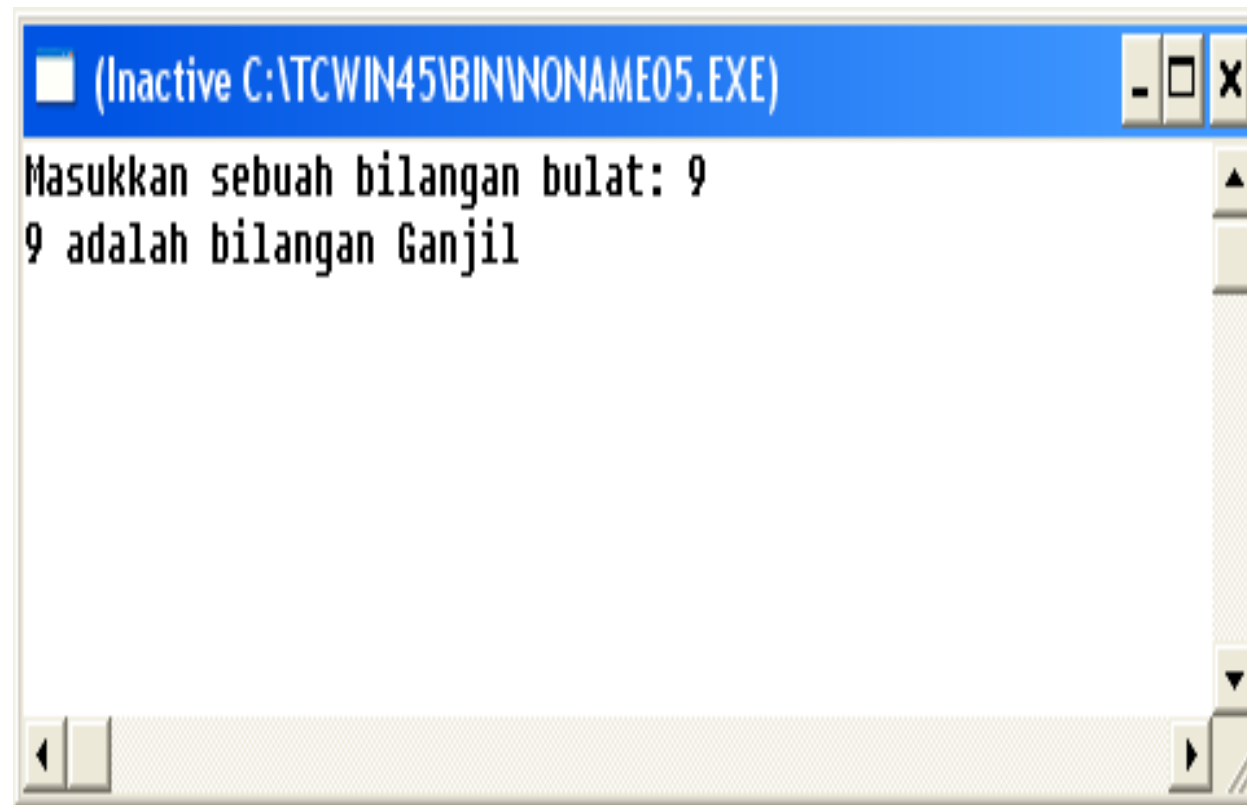 (Inactive C:\TCWIN45\BIN\NONAME05.EXE)
Masukkan sebuah bilangan bulat: 9
9 adalah bilangan Ganjil